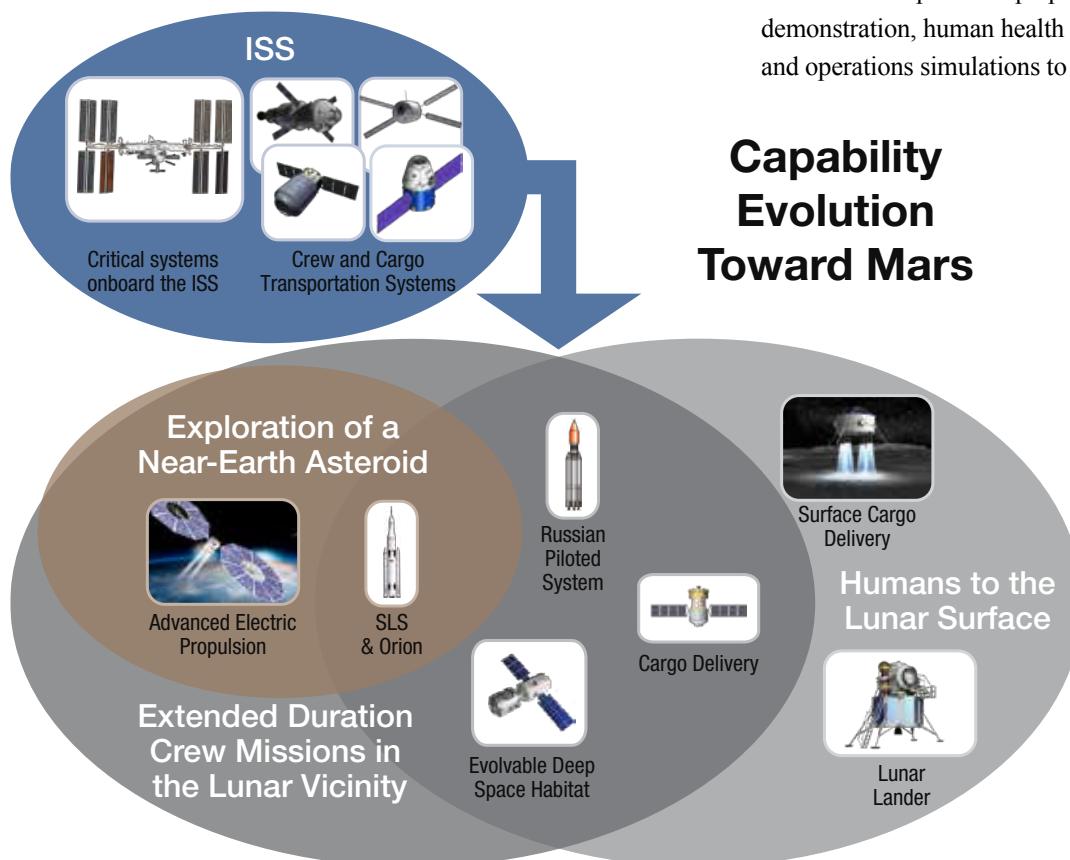 demonstration, human health
and operations simulations to
ISS
Critical systems
onboard the ISS
Crew and Cargo
Transportation Systems
Capability
Evolution
Toward Mars
Exploration of a
Near-Earth Asteroid
Advanced Electric
Propulsion
SLS
& Orion
Russian
Piloted
System
Cargo Delivery
Evolvable Deep
Space Habitat
Extended Duration
Crew Missions in
the Lunar Vicinity
Surface Cargo
Delivery
Humans to the
Lunar Surface
Lunar
Lander